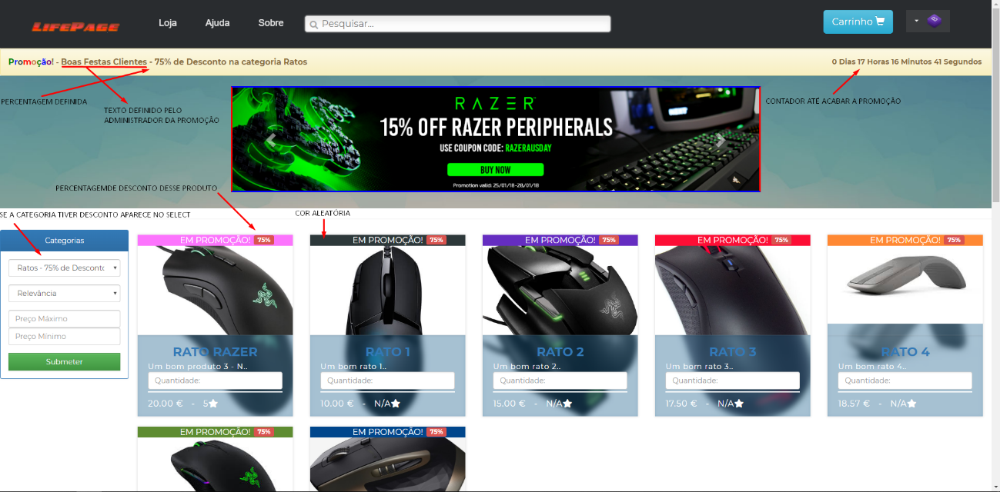 LIFEPAGE
Loja
Ajuda
Sobre
Pesquisar...
Carrinho
Promoção! - Boas Festas Clientes - 75% de Desconto na categoria Ratos
0 Dias 17 Horas 16 Minutos 41 Segundos
PERCENTAGEM DEFINIDA
TEXTO DEFINIDO PELO
ADMINISTRADOR DA PROMOÇÃO
CONTADOR ATÉ ACABAR A PROMOÇÃO
RAZER
15% OFF RAZER PERIPHERALS
USE COUPON CODE: RAZERAUSDAY
BUY NOW
Promotion valid: 25/01/18-28/01/18
PERCENTAGEMDE DESCONTO DESSE PRODUTO
SE A CATEGORIA TIVER DESCONTO APARECE NO SELECT
COR ALEATÓRIA
Categorias
Ratos - 75% de Desconto
Relevância
Preço Máximo
Preço Mínimo
Submeter
EM PROMOÇÃO! 75%
RATO RAZER
Um bom produto 3 - N..
Quantidade:
20.00 € - 5
EM PROMOÇÃO! 75%
RATO 1
Um bom rato 1..
Quantidade:
10.00 € - N/A
EM PROMOÇÃO! 75%
RATO 2
Um bom rato 2..
Quantidade:
15.00 € - N/A
EM PROMOÇÃO! 75%
RATO 3
Um bom rato 3..
Quantidade:
17.50 € - N/A
EM PROMOÇÃO! 75%
RATO 4
Um bom rato 4..
Quantidade:
18.57 € - N/A
EM PROMOÇÃO! 75%
EM PROMOÇÃO! 75%